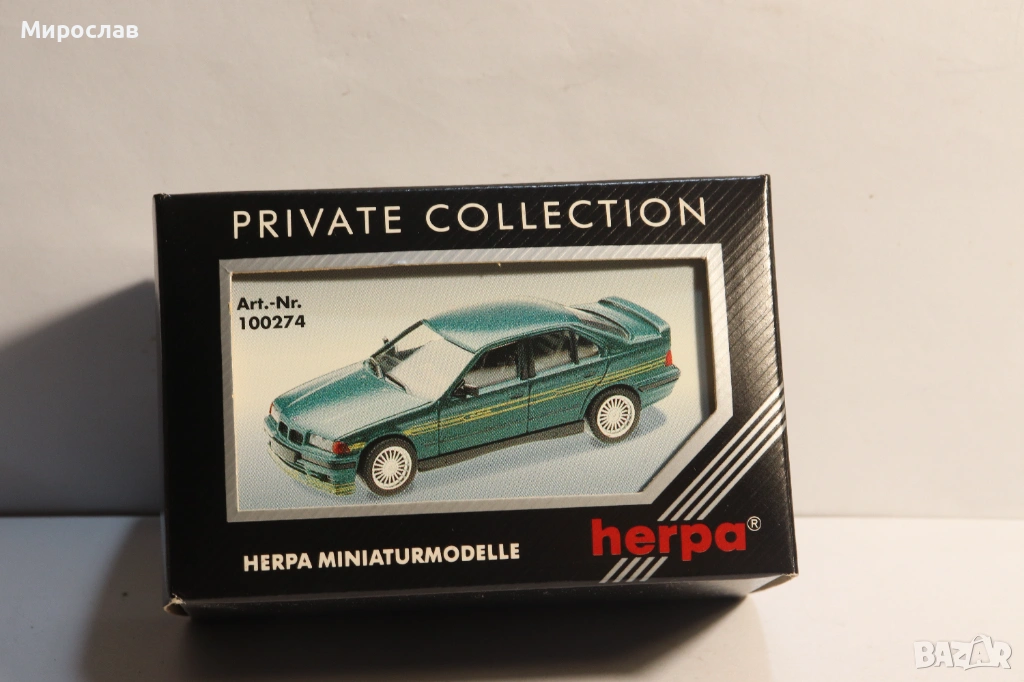 Мирослав
PRIVATE COLLECTION
Art.-Nr.
100274
herpa®
HERPA MINIATURMODELLE
BAZAR